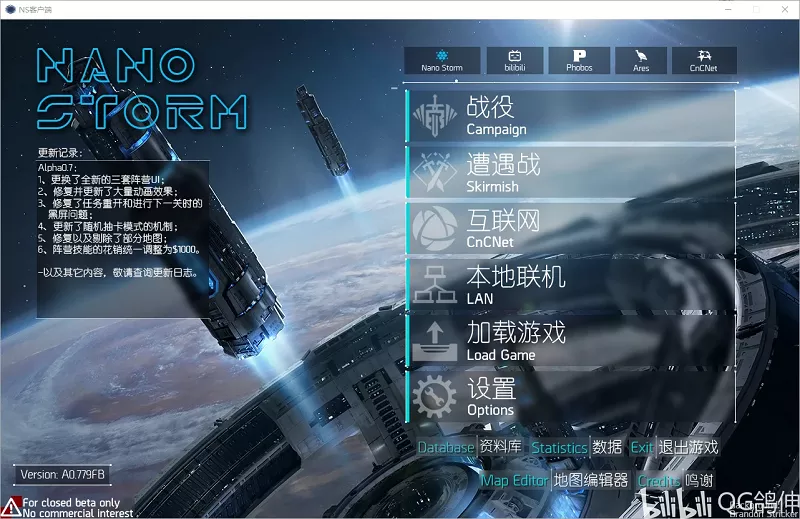 NS客户端
NANO
STORM
Nano Storm
bilibili
Phobos
Ares
CnCNet
更新记录:
Alpha0.7:
1、更换了全新的三套阵营UI;
2、修复并更新了大量动画效果;
3、修复了任务重开和进行下一关时的
黑屏问题;
4、更新了随机抽卡模式的机制;
5、修复以及剔除了部分地图;
6、阵营技能的花销统一调整为$1000。
-以及其它内容,敬请查询更新日志。
战役
Campaign
遭遇战
Skirmish
互联网
CnCNet
本地联机
LAN
加载游戏
Load Game
设置
Options
Database 资料库 Statistics 数据 Exit 退出游戏
Map Editor 地图编辑器 Credits 鸣谢
Version: A0.779FB
For closed beta only
No commercial interest .
bilibili QG鸽伸
Brandon Stricker